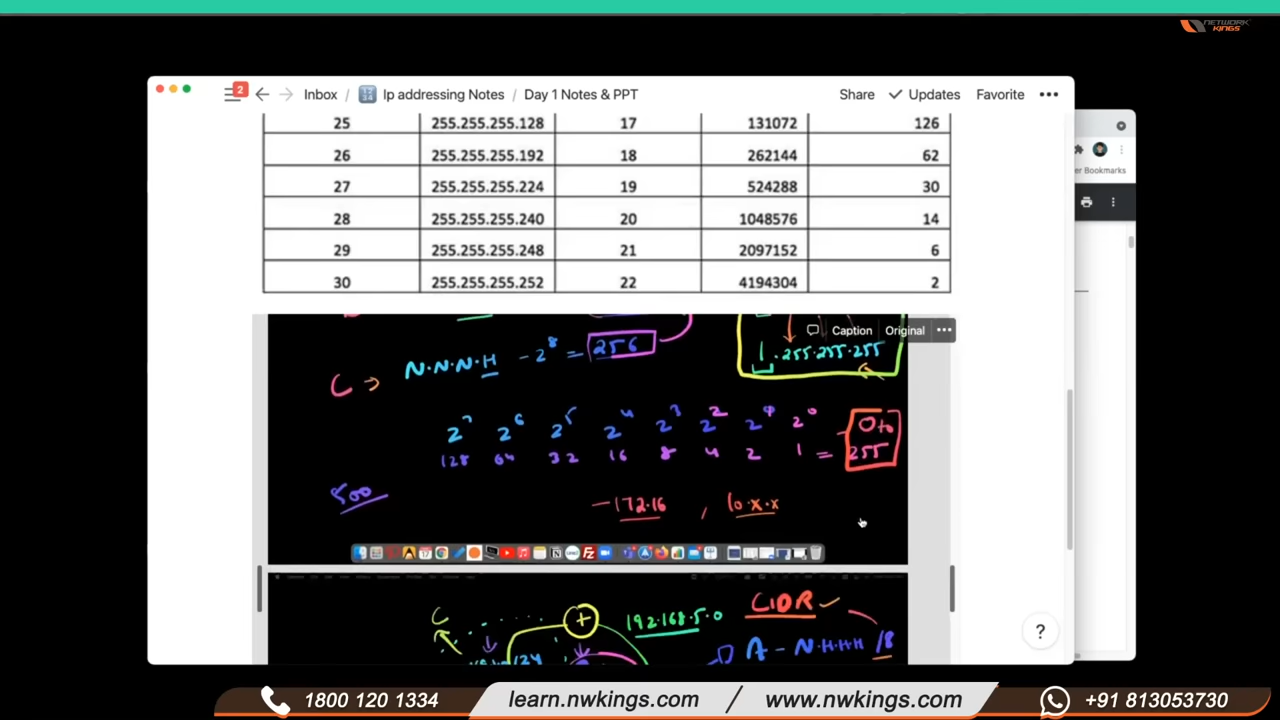 NETWORK
KINGS
2
Inbox / Ip addressing Notes / Day 1 Notes & PPT
Share Updates Favorite •••
er Bookmarks
25 255.255.255.128 17 131072 126
26 255.255.255.192 18 262144 62
27 255.255.255.224 19 524288 30
28 255.255.255.240 20 1048576 14
29 255.255.255.248 21 2097152 6
30 255.255.255.252 22 4194304 2
Caption Original •••
C → N.N.N.H - 2⁸ = 256
1.255.255.255
2⁷ 2⁶ 2⁵ 2⁴ 2³ 2² 2¹ 2⁰ 0 to
128 64 32 16 8 4 2 1 = 255
500
-172.16 , 10.x.x
C + 192.168.5.0 CIDR
A - N.H.H.H /8
?
1800 120 1334 learn.nwkings.com / www.nwkings.com +91 813053730